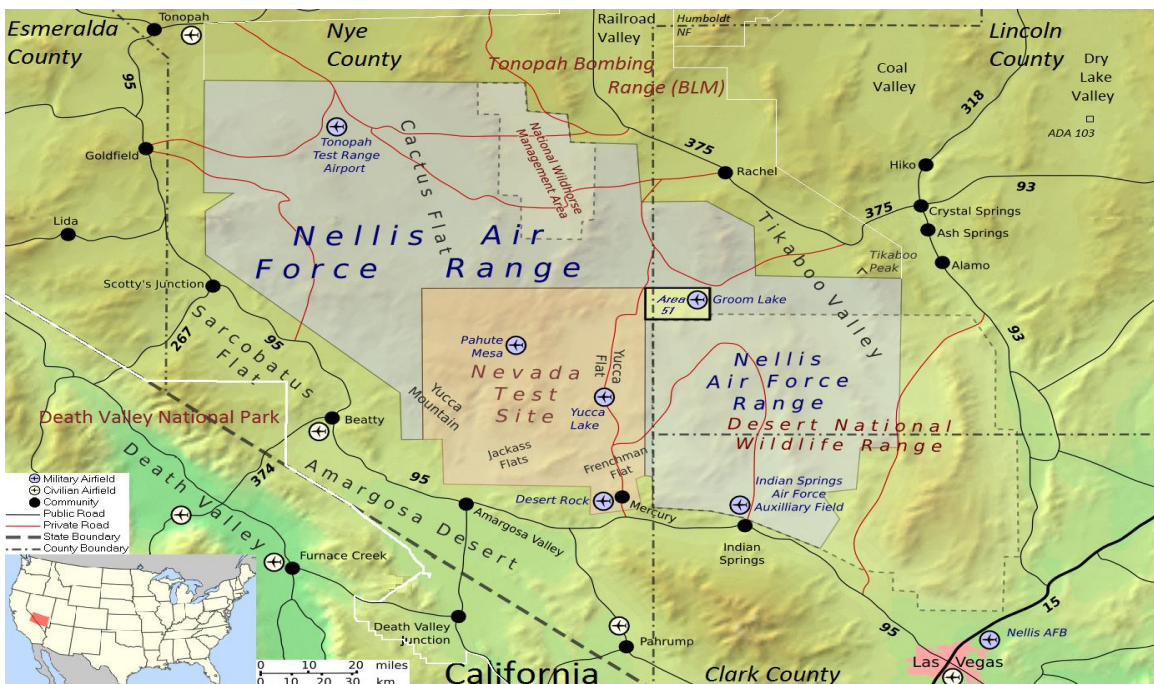 Tonopah
Esmeralda
County
Nye
County
Railroad
Valley
Humboldt
NF
Lincoln
County
Tonopah Bombing
Range (BLM)
Coal
Valley
Dry
Lake
Valley
ADA 103
95
318
Tonopah
Test Range
Airport
Cactus Flat
National Wildhorse
Management Area
375
Goldfield
Rachel
Hiko
93
375
Crystal Springs
Ash Springs
Alamo
Lida
Nellis Air
Force Range
Tikaboo Valley
Tikaboo
Peak
Scotty's Junction
Area
51
Groom Lake
Sarcobatus
Flat
267
95
93
Pahute
Mesa
Yucca
Flat
Nevada
Test
Site
Nellis
Air Force
Range
Yucca
Mountain
Yucca
Lake
Desert National
Wildlife Range
Death Valley National Park
Beatty
Jackass
Flats
Frenchman
Flat
374
95
Death Valley
Amargosa Desert
Indian Springs
Air Force
Auxilliary Field
Desert Rock
Mercury
Amargosa Valley
Indian
Springs
Military Airfield
Civilian Airfield
Community
Public Road
Private Road
State Boundary
County Boundary
Furnace Creek
Death Valley
Junction
Pahrump
15
95
Nellis AFB
Las Vegas
0 10 20 miles
0 10 20 30 km
California
Clark County